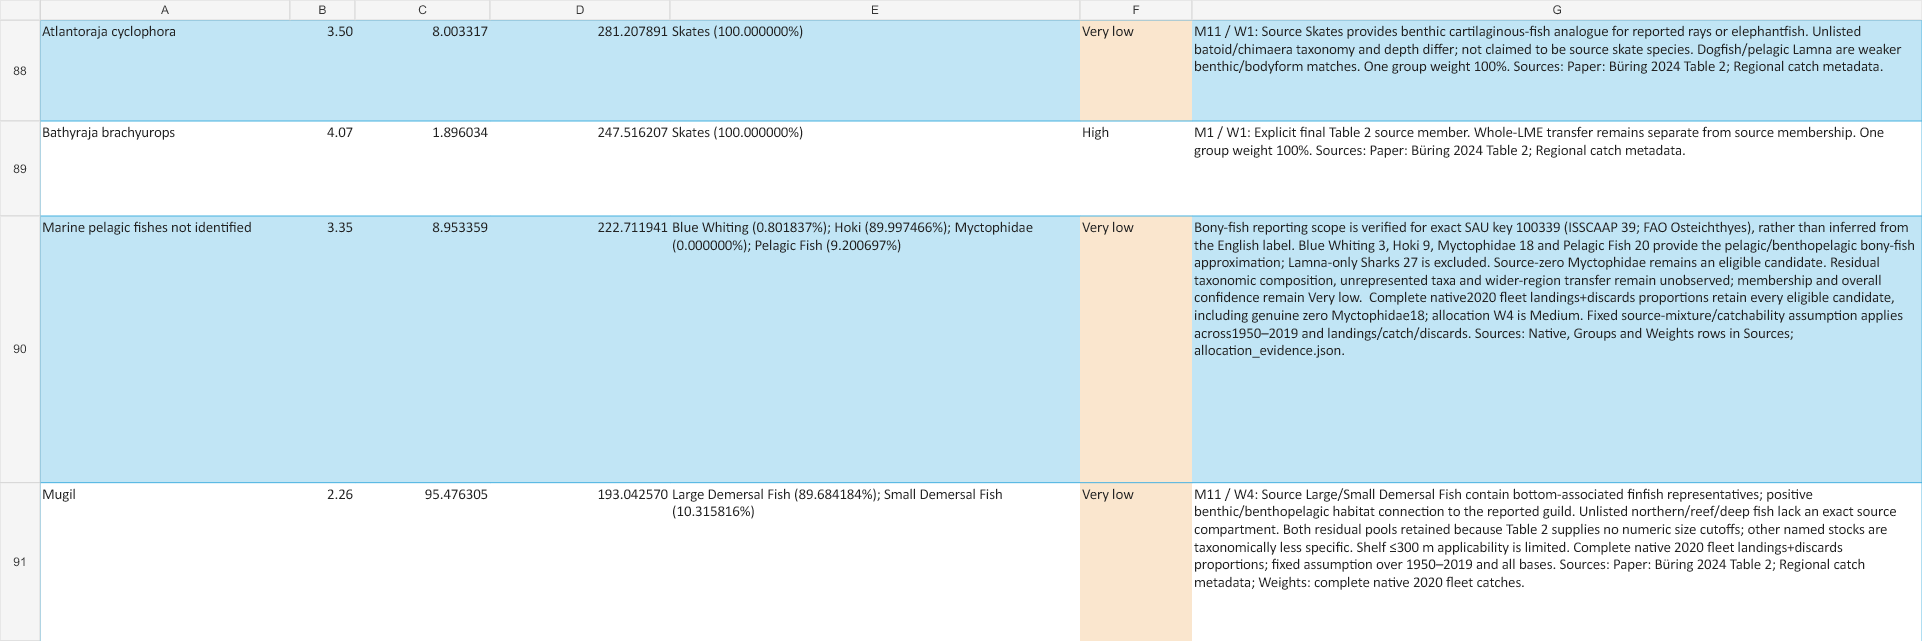 A B C D E F G
88
Atlantoraja cyclophora 3.50 8.003317 281.207891 Skates (100.000000%) Very low M11 / W1: Source Skates provides benthic cartilaginous-fish analogue for reported rays or elephantfish. Unlisted
batoid/chimaera taxonomy and depth differ; not claimed to be source skate species. Dogfish/pelagic Lamna are weaker
benthic/bodyform matches. One group weight 100%. Sources: Paper: Büring 2024 Table 2; Regional catch metadata.
89
Bathyraja brachyurops 4.07 1.896034 247.516207 Skates (100.000000%) High M1 / W1: Explicit final Table 2 source member. Whole-LME transfer remains separate from source membership. One
group weight 100%. Sources: Paper: Büring 2024 Table 2; Regional catch metadata.
90
Marine pelagic fishes not identified 3.35 8.953359 222.711941 Blue Whiting (0.801837%); Hoki (89.997466%); Myctophidae
(0.000000%); Pelagic Fish (9.200697%)
Very low
Bony-fish reporting scope is verified for exact SAU key 100339 (ISSCAAP 39; FAO Osteichthyes), rather than inferred from
the English label. Blue Whiting 3, Hoki 9, Myctophidae 18 and Pelagic Fish 20 provide the pelagic/benthopelagic bony-fish
approximation; Lamna-only Sharks 27 is excluded. Source-zero Myctophidae remains an eligible candidate. Residual
taxonomic composition, unrepresented taxa and wider-region transfer remain unobserved; membership and overall
confidence remain Very low.  Complete native2020 fleet landings+discards proportions retain every eligible candidate,
including genuine zero Myctophidae18; allocation W4 is Medium. Fixed source-mixture/catchability assumption applies
across1950–2019 and landings/catch/discards. Sources: Native, Groups and Weights rows in Sources;
allocation_evidence.json.
91
Mugil 2.26 95.476305 193.042570 Large Demersal Fish (89.684184%); Small Demersal Fish
(10.315816%)
Very low
M11 / W4: Source Large/Small Demersal Fish contain bottom-associated finfish representatives; positive
benthic/benthopelagic habitat connection to the reported guild. Unlisted northern/reef/deep fish lack an exact source
compartment. Both residual pools retained because Table 2 supplies no numeric size cutoffs; other named stocks are
taxonomically less specific. Shelf ≤300 m applicability is limited. Complete native 2020 fleet landings+discards
proportions; fixed assumption over 1950–2019 and all bases. Sources: Paper: Büring 2024 Table 2; Regional catch
metadata; Weights: complete native 2020 fleet catches.